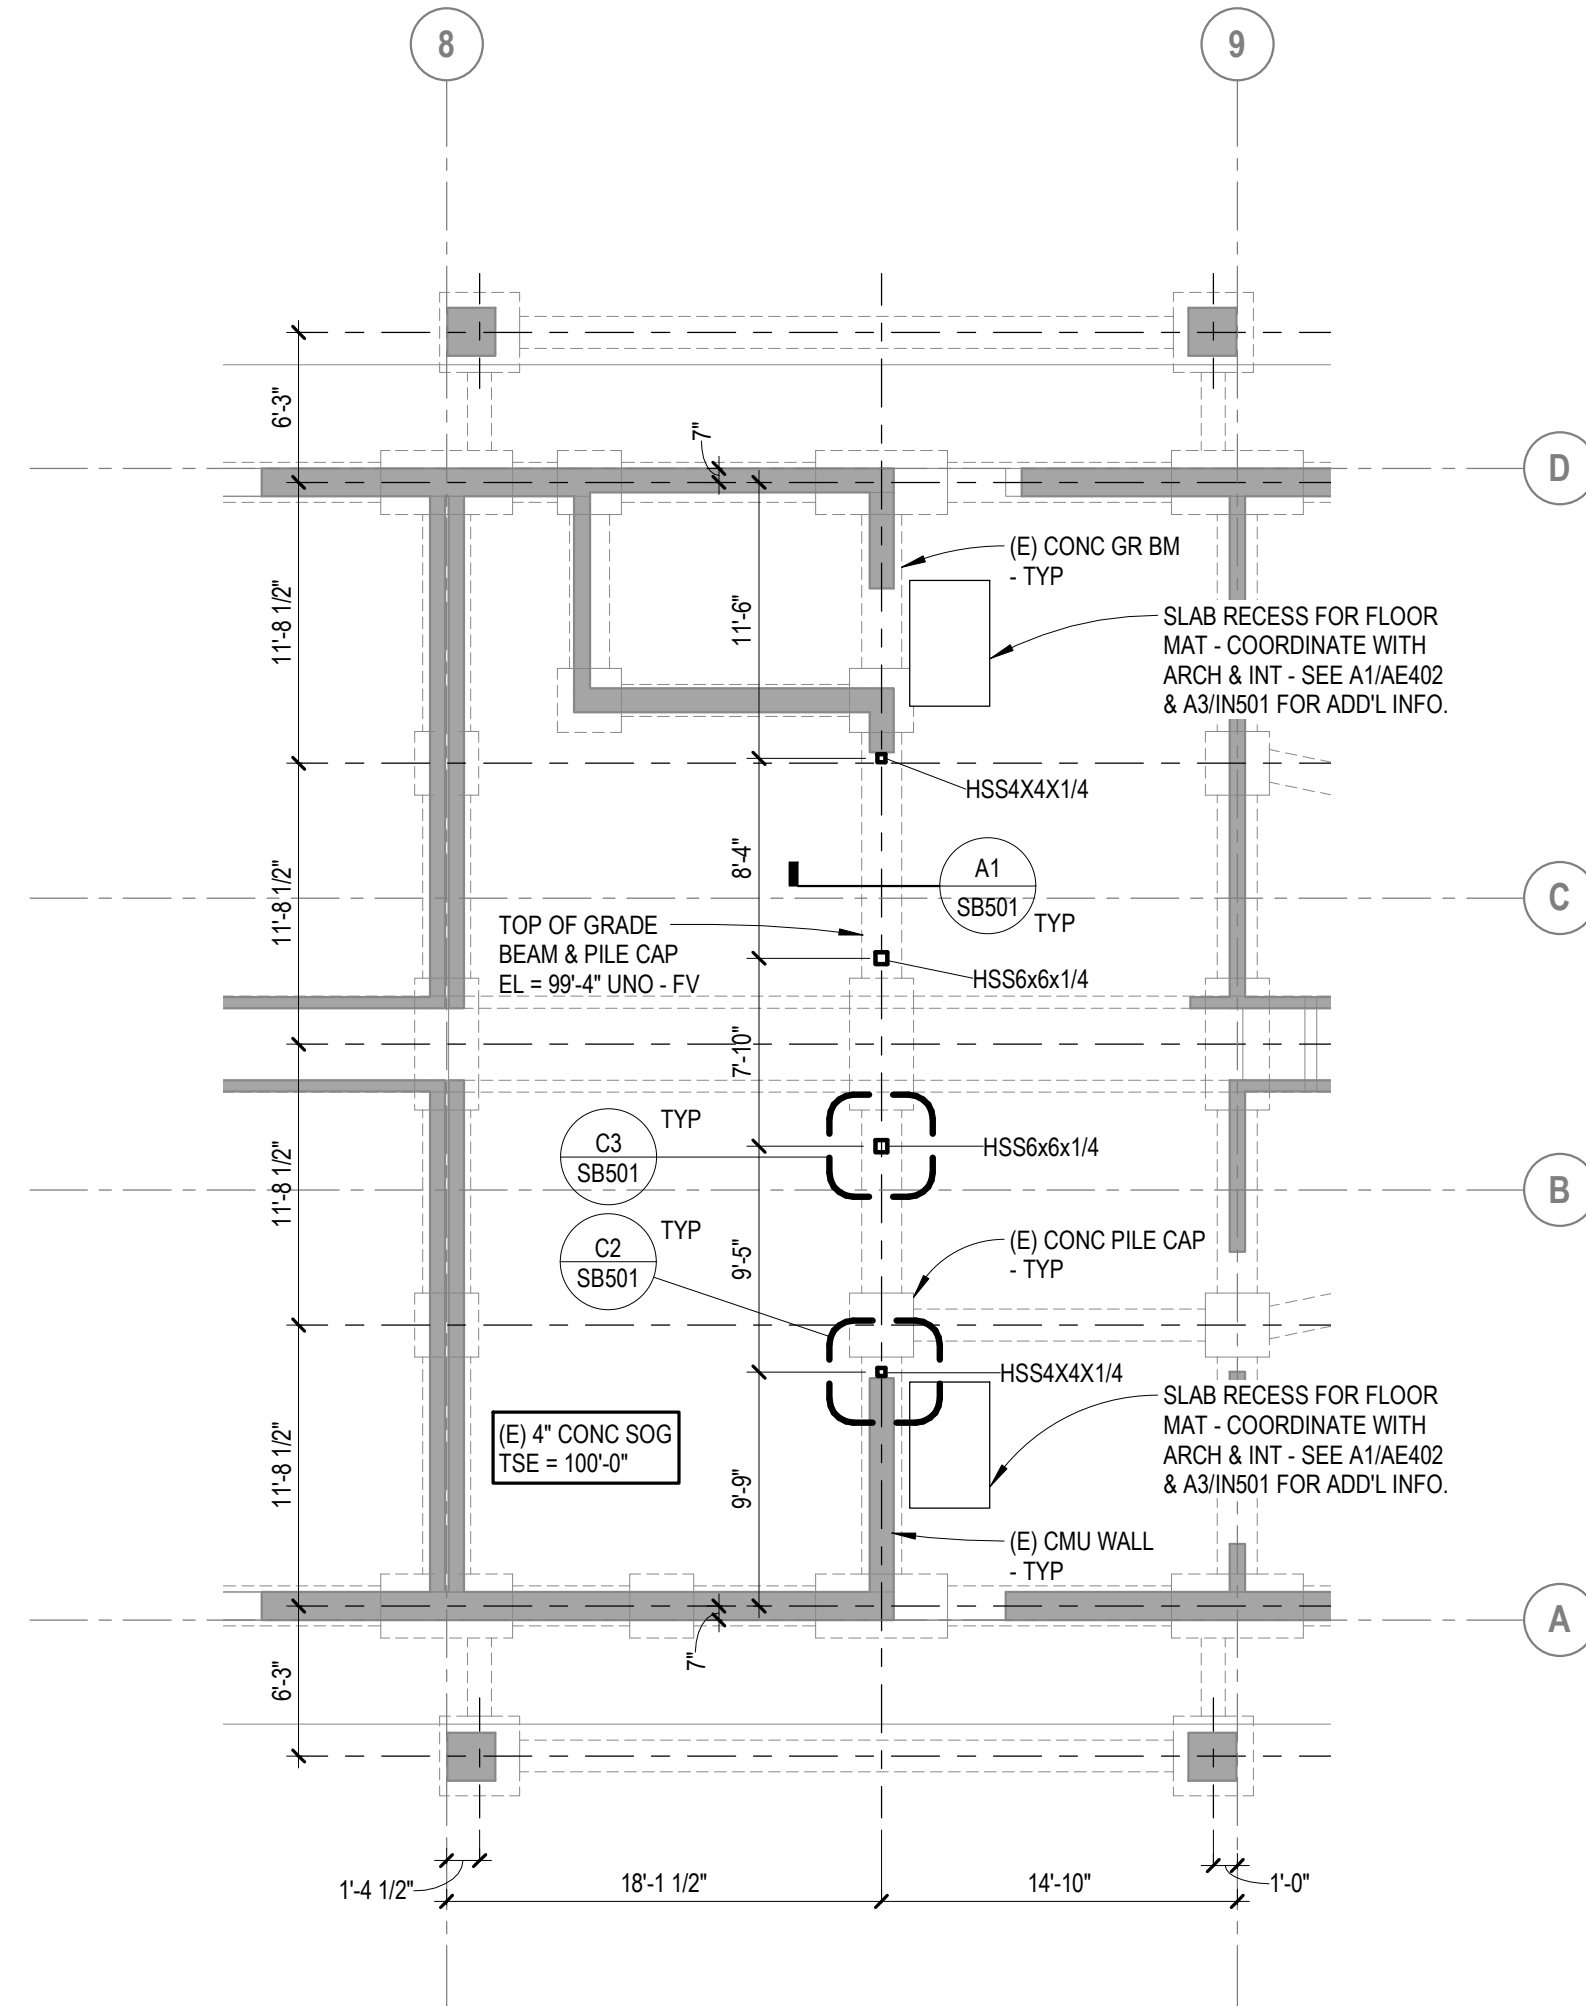 8
9
6'-3"
7"
D
(E) CONC GR BM
- TYP
11'-8 1/2"
11'-6"
SLAB RECESS FOR FLOOR
MAT - COORDINATE WITH
ARCH & INT - SEE A1/AE402
& A3/IN501 FOR ADD'L INFO.
HSS4X4X1/4
8'-4"
A1
SB501
TYP
C
11'-8 1/2"
TOP OF GRADE
BEAM & PILE CAP
EL = 99'-4" UNO - FV
HSS6x6x1/4
7'-10"
TYP
C3
SB501
HSS6x6x1/4
11'-8 1/2"
B
TYP
C2
SB501
9'-5"
(E) CONC PILE CAP
- TYP
HSS4X4X1/4
SLAB RECESS FOR FLOOR
MAT - COORDINATE WITH
ARCH & INT - SEE A1/AE402
& A3/IN501 FOR ADD'L INFO.
(E) 4" CONC SOG
TSE = 100'-0"
11'-8 1/2"
9'-9"
(E) CMU WALL
- TYP
A
7"
6'-3"
1'-4 1/2"
18'-1 1/2"
14'-10"
1'-0"